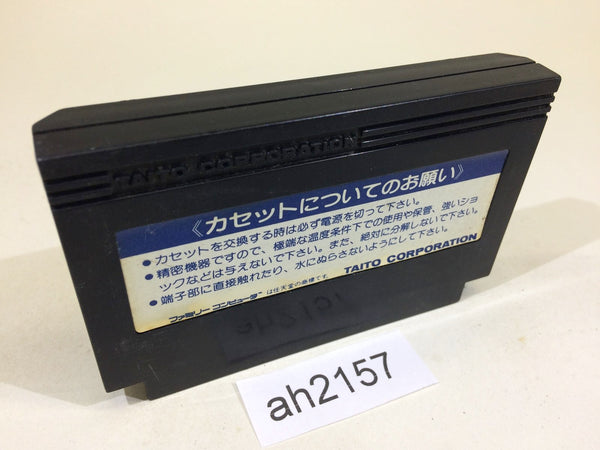 TAITO CORPORATION
《カセットについてのお願い》
●カセットを交換する時は必ず電源を切って下さい。
●精密機器ですので、極端な温度条件下での使用や保管、強いショ
ックなどは与えないで下さい。また、絶対に分解しないで下さい。
●端子部に直接触れたり、水にぬらさないようにして下さい。
TAITO CORPORATION
ファミリーコンピュータ は任天堂の商標です。
ah2157
ah2157